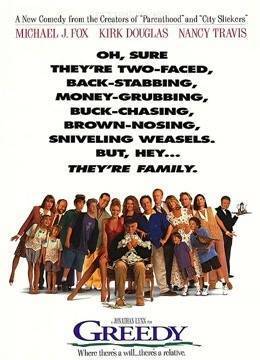 A New Comedy from the Creators of "Parenthood" and "City Slickers"
MICHAEL J. FOX KIRK DOUGLAS NANCY TRAVIS
OH, SURE
THEY'RE TWO-FACED,
BACK-STABBING,
MONEY-GRUBBING,
BUCK-CHASING,
BROWN-NOSING,
SNIVELING WEASELS.
BUT, HEY...
THEY'RE FAMILY.
A JONATHAN LYNN FILM
GREEDY
Where there's a will...there's a relative.